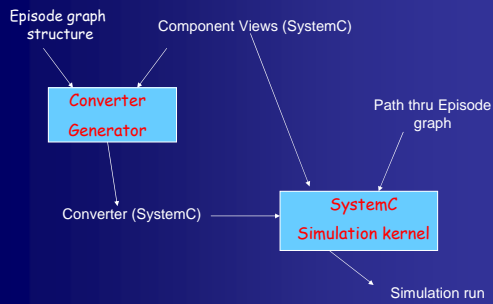 Episode graph
structure
Component Views (SystemC)
Converter
Generator
Path thru Episode
graph
Converter (SystemC)
SystemC
Simulation kernel
Simulation run